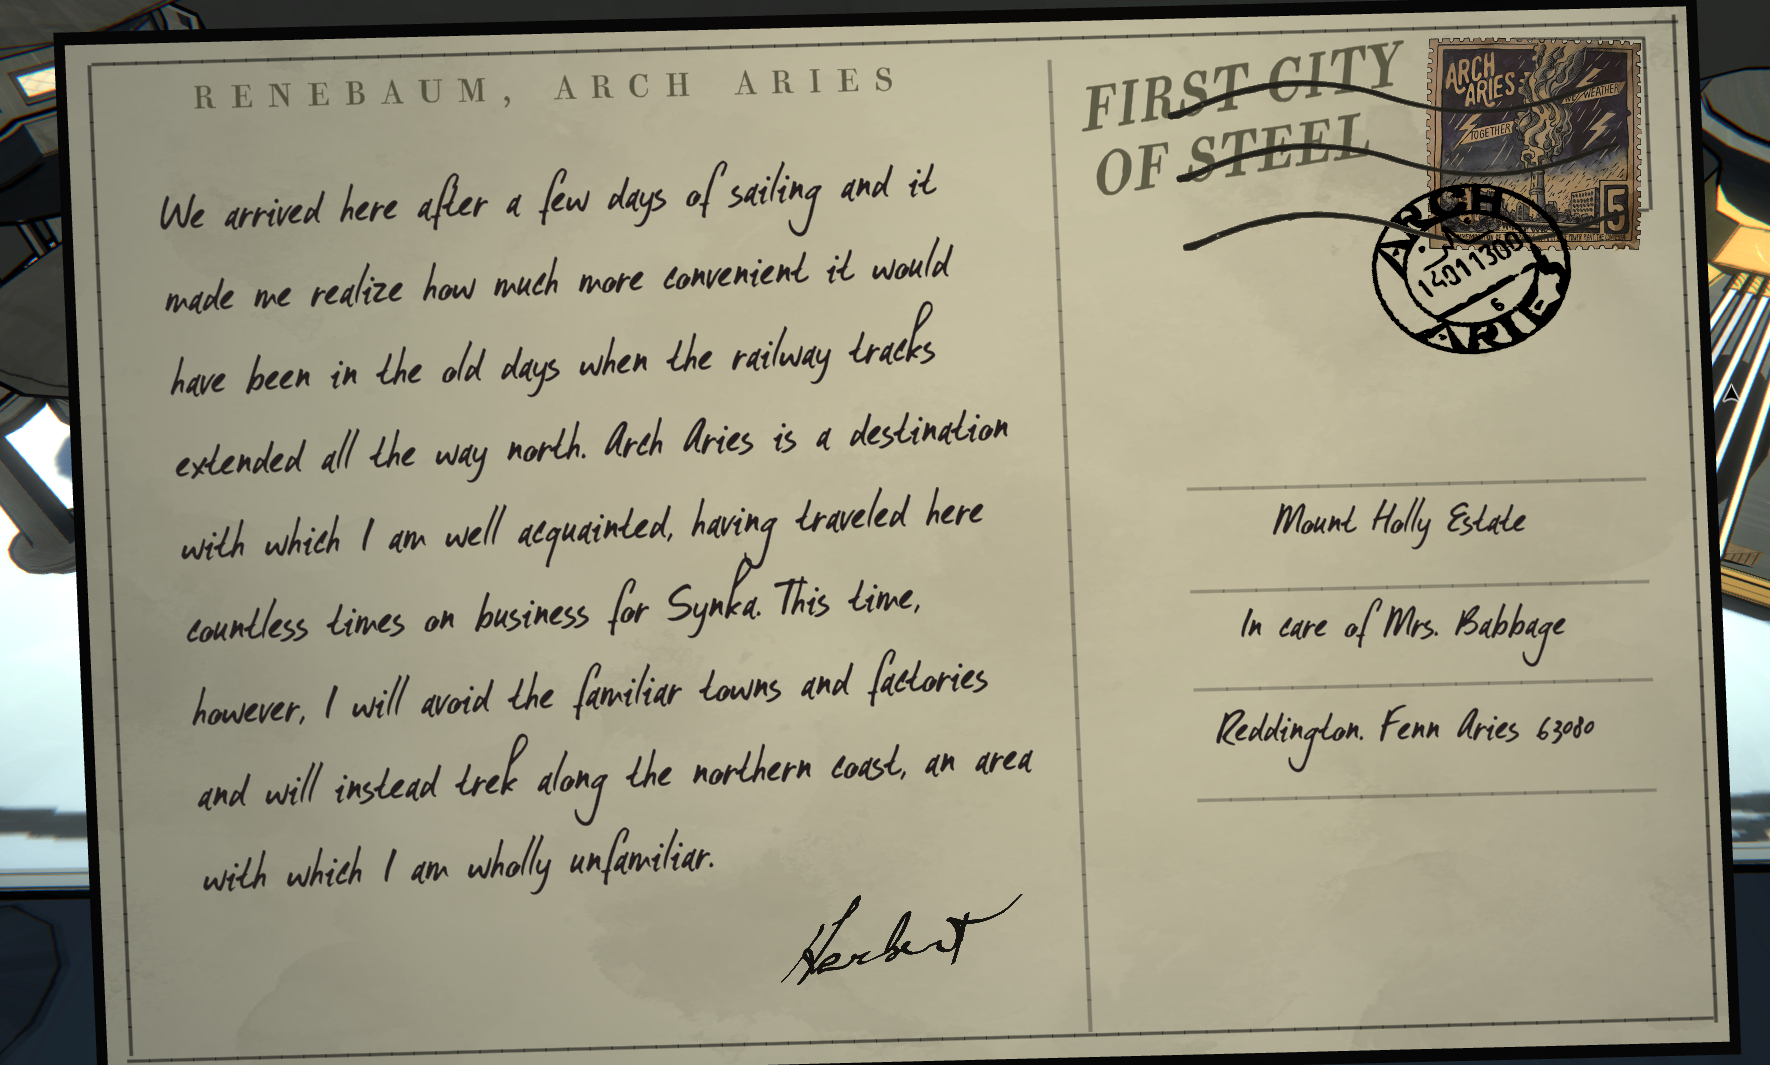 RENEBAUM, ARCH ARIES
We arrived here after a few days of sailing and it
made me realize how much more convenient it would
have been in the old days when the railway tracks
extended all the way north. Arch Aries is a destination
with which I am well acquainted, having traveled here
countless times on business for Synka. This time,
however, I will avoid the familiar towns and factories
and will instead trek along the northern coast, an area
with which I am wholly unfamiliar.
Herbert
FIRST CITY
OF STEEL
ARCH
ARIES
WEATHER
TOGETHER
5
ARCH
14011300
6
ARIES
Mount Holly Estate
In care of Mrs. Babbage
Reddington. Fenn Aries 63080